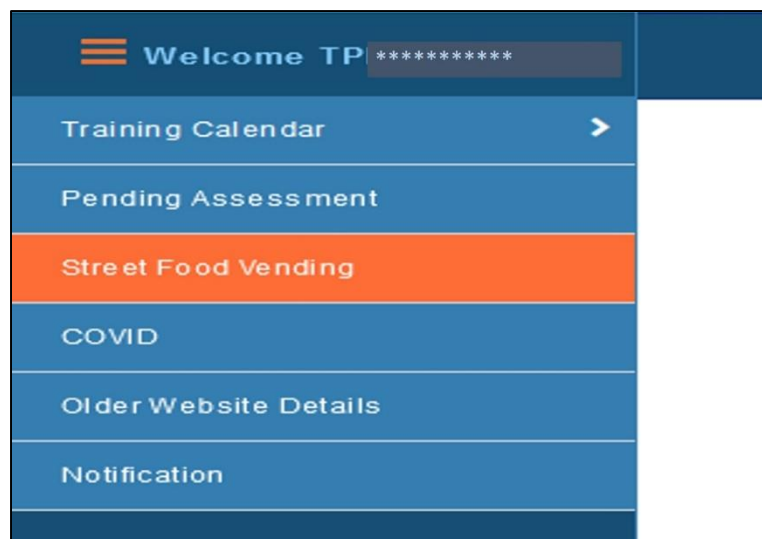 Welcome TP ***********
Training Calendar
Pending Assessment
Street Food Vending
COVID
Older Website Details
Notification